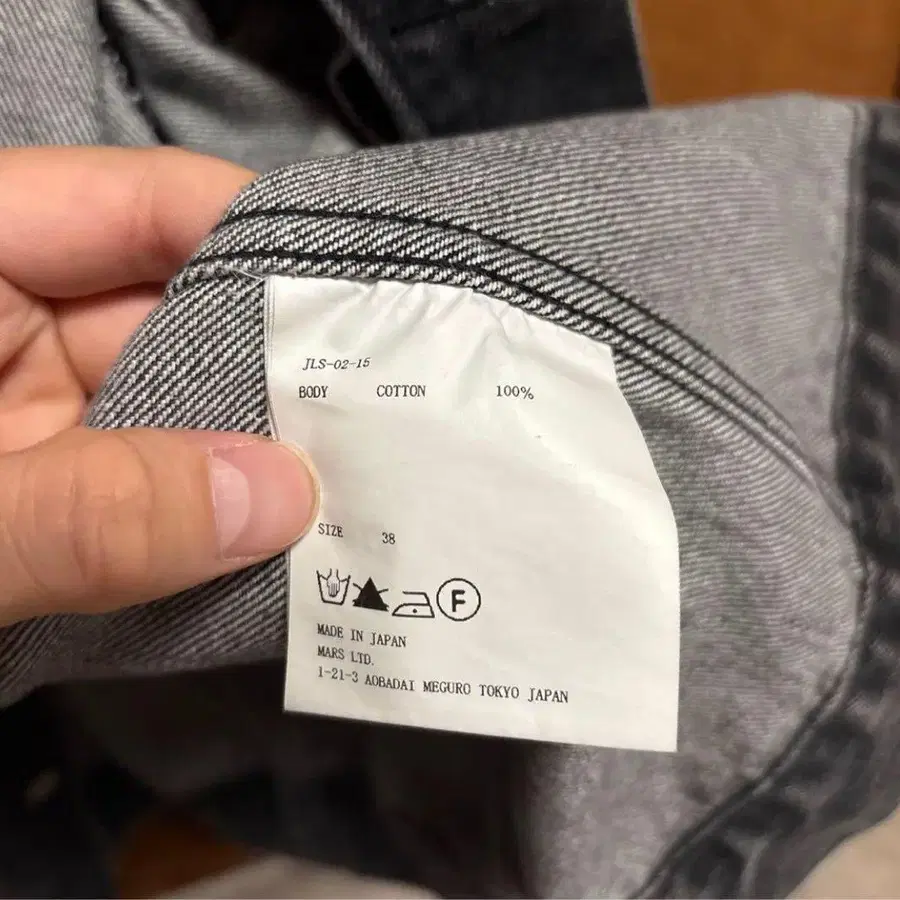 JLS-02-15
BODY COTTON 100%
SIZE 38
F
MADE IN JAPAN
MARS LTD.
1-21-3 AOBADAI MEGURO TOKYO JAPAN